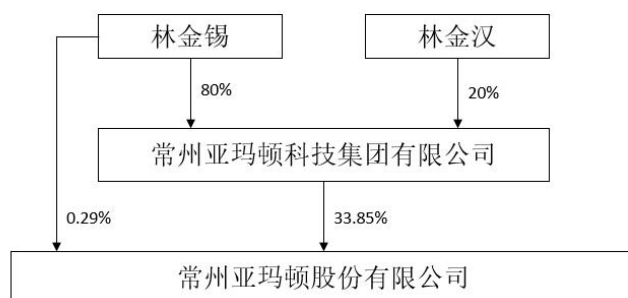 林金锡
林金汉
80%
20%
常州亚玛顿科技集团有限公司
0.29%
33.85%
常州亚玛顿股份有限公司